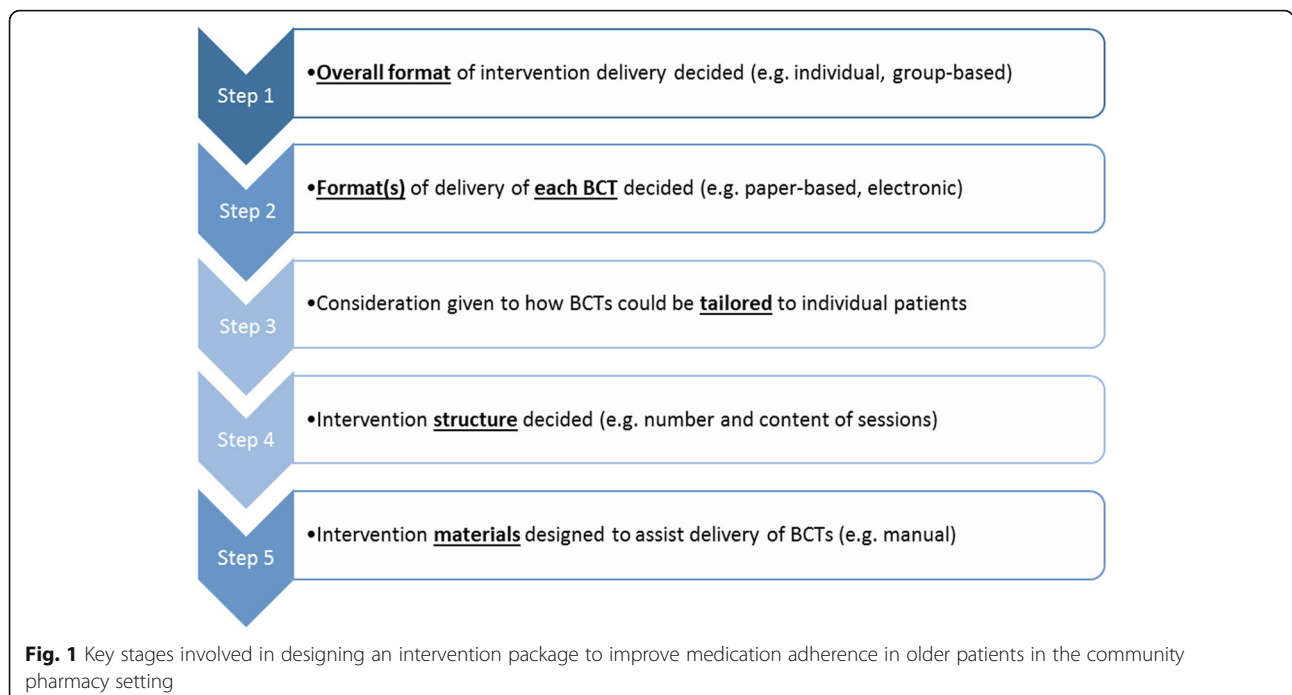 Step 1
•Overall format of intervention delivery decided (e.g. individual, group-based)
Step 2
•Format(s) of delivery of each BCT decided (e.g. paper-based, electronic)
Step 3
•Consideration given to how BCTs could be tailored to individual patients
Step 4
•Intervention structure decided (e.g. number and content of sessions)
Step 5
•Intervention materials designed to assist delivery of BCTs (e.g. manual)
Fig. 1 Key stages involved in designing an intervention package to improve medication adherence in older patients in the community
pharmacy setting